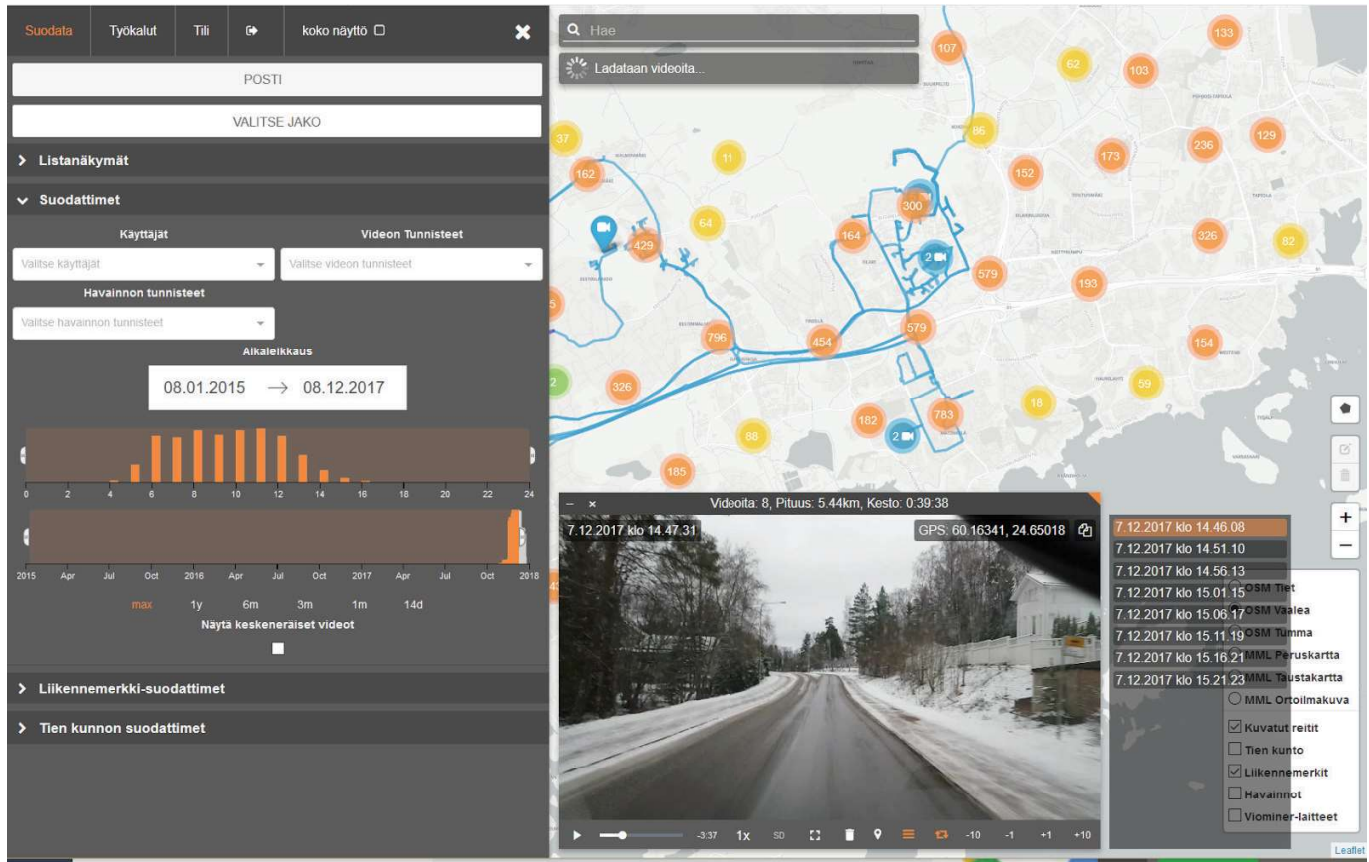 Suodata Työkalut Tili koko näyttö
POSTI
VALITSE JAKO
Listanäkymät
Suodattimet
Käyttäjät Videon Tunnisteet
Valitse käyttäjät Valitse videon tunnisteet
Havainnon tunnisteet
Valitse havainnon tunnisteet
Aikaleikkaus
08.01.2015 → 08.12.2017
0 2 4 6 8 10 12 14 16 18 20 22 24
2015 Apr Jul Oct 2016 Apr Jul Oct 2017 Apr Jul Oct 2018
max 1y 6m 3m 1m 14d
Näytä keskeneräiset videot
Liikennemerkki-suodattimet
Tien kunnon suodattimet
Hae
Ladataan videoita...
133
107
62
103
37
86
129
11
236
173
162
152
300
64
164
326
429
82
2
579
193
579
796
454
154
2
326
59
18
182
783
88
2
185
Videoita: 8, Pituus: 5.44km, Kesto: 0:39:38
7.12.2017 klo 14.47.31 GPS: 60.16341, 24.65018
-3:37 1x SD -10 -1 +1 +10
7.12.2017 klo 14.46.08
7.12.2017 klo 14.51.10
7.12.2017 klo 14.56.13
7.12.2017 klo 15.01.15
7.12.2017 klo 15.06.17
7.12.2017 klo 15.11.19
7.12.2017 klo 15.16.21
7.12.2017 klo 15.21.23
+
−
OSM Tiet
OSM Vaalea
OSM Tumma
MML Peruskartta
MML Taustakartta
MML Ortoilmakuva
Kuvatut reitit
Tien kunto
Liikennemerkit
Havainnot
Viominer-laitteet
Leaflet